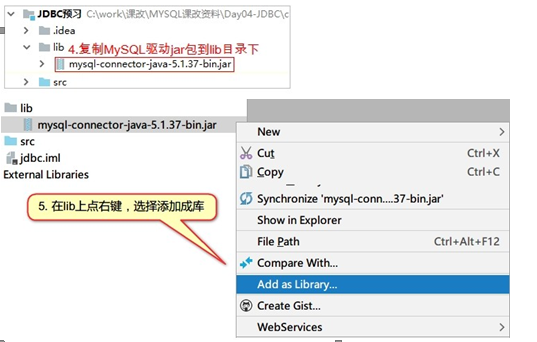 JDBC预习 C:\work\课改\MYSQL课改资料\Day04-JDBC\c
.idea
lib 4.复制MySQL驱动jar包到lib目录下
mysql-connector-java-5.1.37-bin.jar
src
lib
mysql-connector-java-5.1.37-bin.jar
src
jdbc.iml
External Libraries
5. 在lib上点右键，选择添加成库
New
Cut Ctrl+X
Copy Ctrl+C
Synchronize 'mysql-conn....37-bin.jar'
Show in Explorer
File Path Ctrl+Alt+F12
Compare With...
Add as Library...
Create Gist...
WebServices